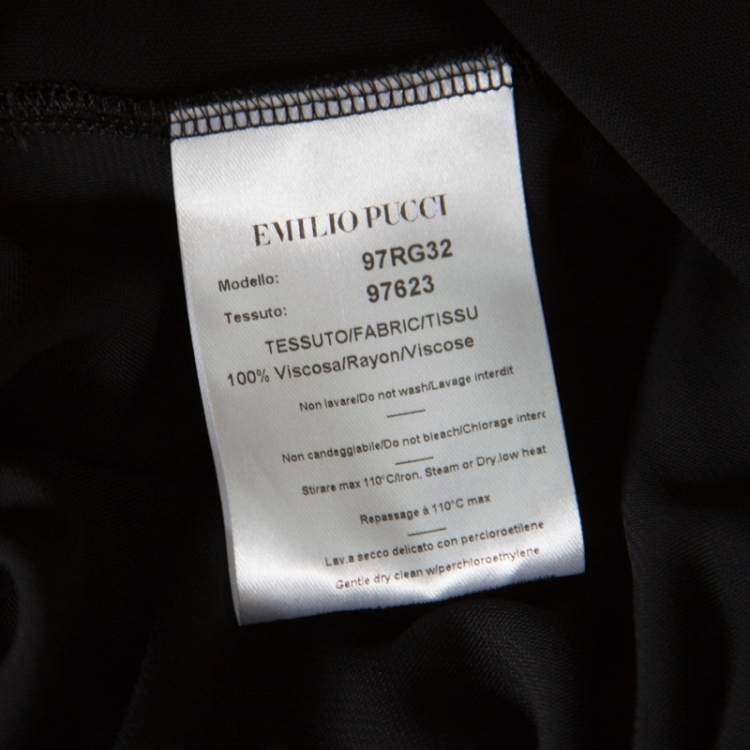 EMILIO PUCCI
Modello: 97RG32
Tessuto: 97623
TESSUTO/FABRIC/TISSU
100% Viscosa/Rayon/Viscose
Non lavare/Do not wash/Lavage interdit
Non candeggiabile/Do not bleach/Chlorage interc
Stirare max 110°C/Iron, Steam or Dry,low heat
Repassage à 110°C max
Lav.a secco delicato con percloroetilene
Gentle dry clean w/perchloroethylene